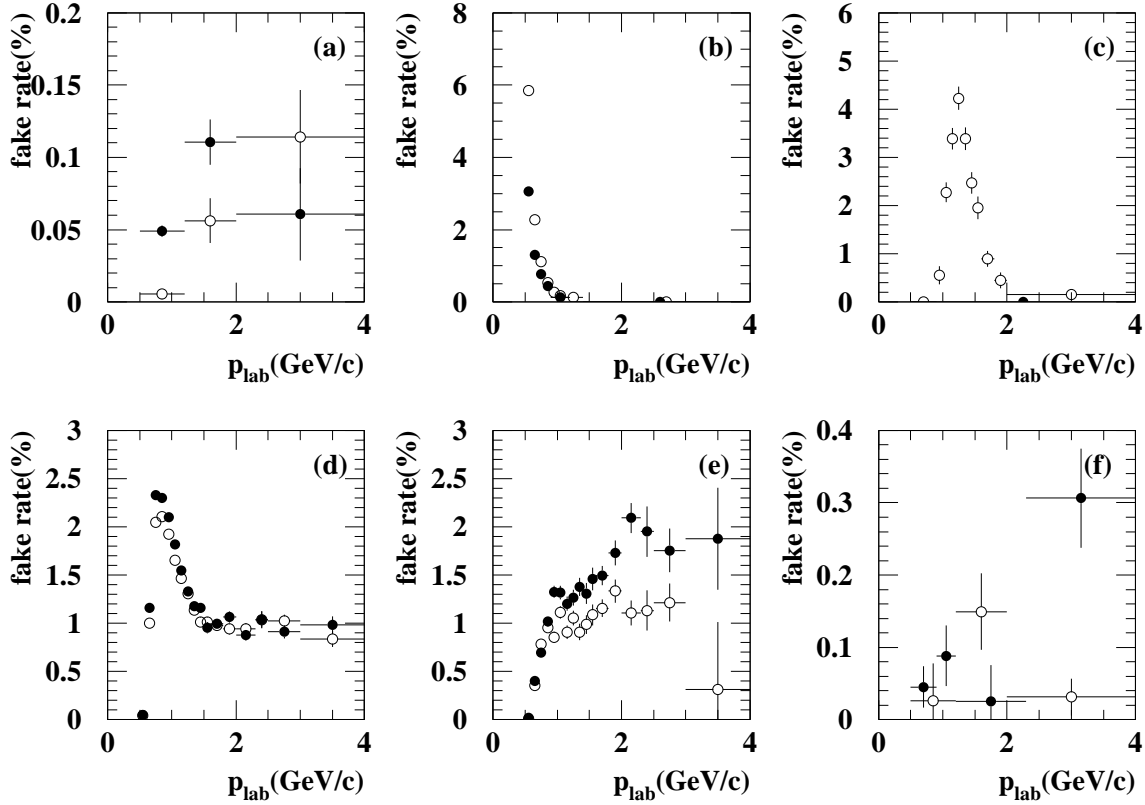 fake rate(%)
(a)
0.2
0.15
0.1
0.05
0
0 2 4
p_lab(GeV/c)
fake rate(%)
(b)
8
6
4
2
0
0 2 4
p_lab(GeV/c)
fake rate(%)
(c)
6
5
4
3
2
1
0
0 2 4
p_lab(GeV/c)
fake rate(%)
(d)
3
2.5
2
1.5
1
0.5
0
0 2 4
p_lab(GeV/c)
fake rate(%)
(e)
3
2.5
2
1.5
1
0.5
0
0 2 4
p_lab(GeV/c)
fake rate(%)
(f)
0.4
0.3
0.2
0.1
0
0 2 4
p_lab(GeV/c)